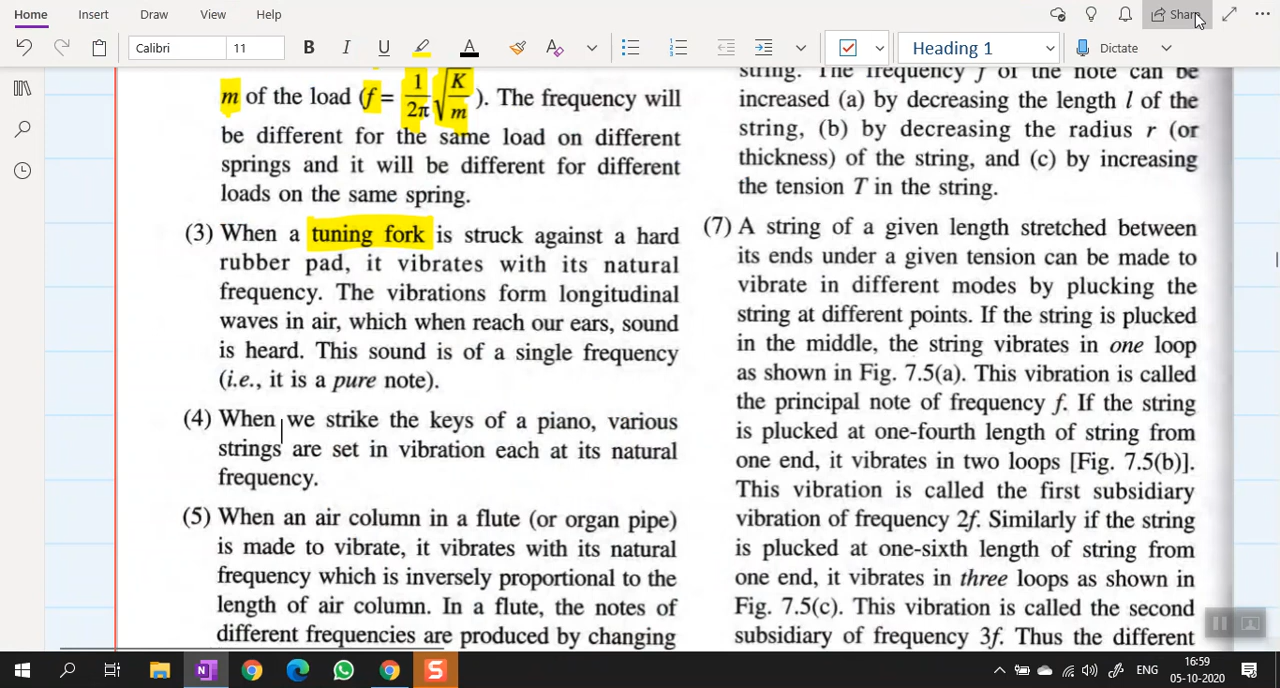 Home Insert Draw View Help Share
Calibri 11 B I U A Heading 1 Dictate
m of the load (f = 1/2π √K/m). The frequency will
be different for the same load on different
springs and it will be different for different
loads on the same spring.
(3) When a tuning fork is struck against a hard
rubber pad, it vibrates with its natural
frequency. The vibrations form longitudinal
waves in air, which when reach our ears, sound
is heard. This sound is of a single frequency
(i.e., it is a pure note).
(4) When we strike the keys of a piano, various
strings are set in vibration each at its natural
frequency.
(5) When an air column in a flute (or organ pipe)
is made to vibrate, it vibrates with its natural
frequency which is inversely proportional to the
length of air column. In a flute, the notes of
different frequencies are produced by changing
string. The frequency f of the note can be
increased (a) by decreasing the length l of the
string, (b) by decreasing the radius r (or
thickness) of the string, and (c) by increasing
the tension T in the string.
(7) A string of a given length stretched between
its ends under a given tension can be made to
vibrate in different modes by plucking the
string at different points. If the string is plucked
in the middle, the string vibrates in one loop
as shown in Fig. 7.5(a). This vibration is called
the principal note of frequency f. If the string
is plucked at one-fourth length of string from
one end, it vibrates in two loops [Fig. 7.5(b)].
This vibration is called the first subsidiary
vibration of frequency 2f. Similarly if the string
is plucked at one-sixth length of string from
one end, it vibrates in three loops as shown in
Fig. 7.5(c). This vibration is called the second
subsidiary of frequency 3f. Thus the different
ENG
16:59
05-10-2020